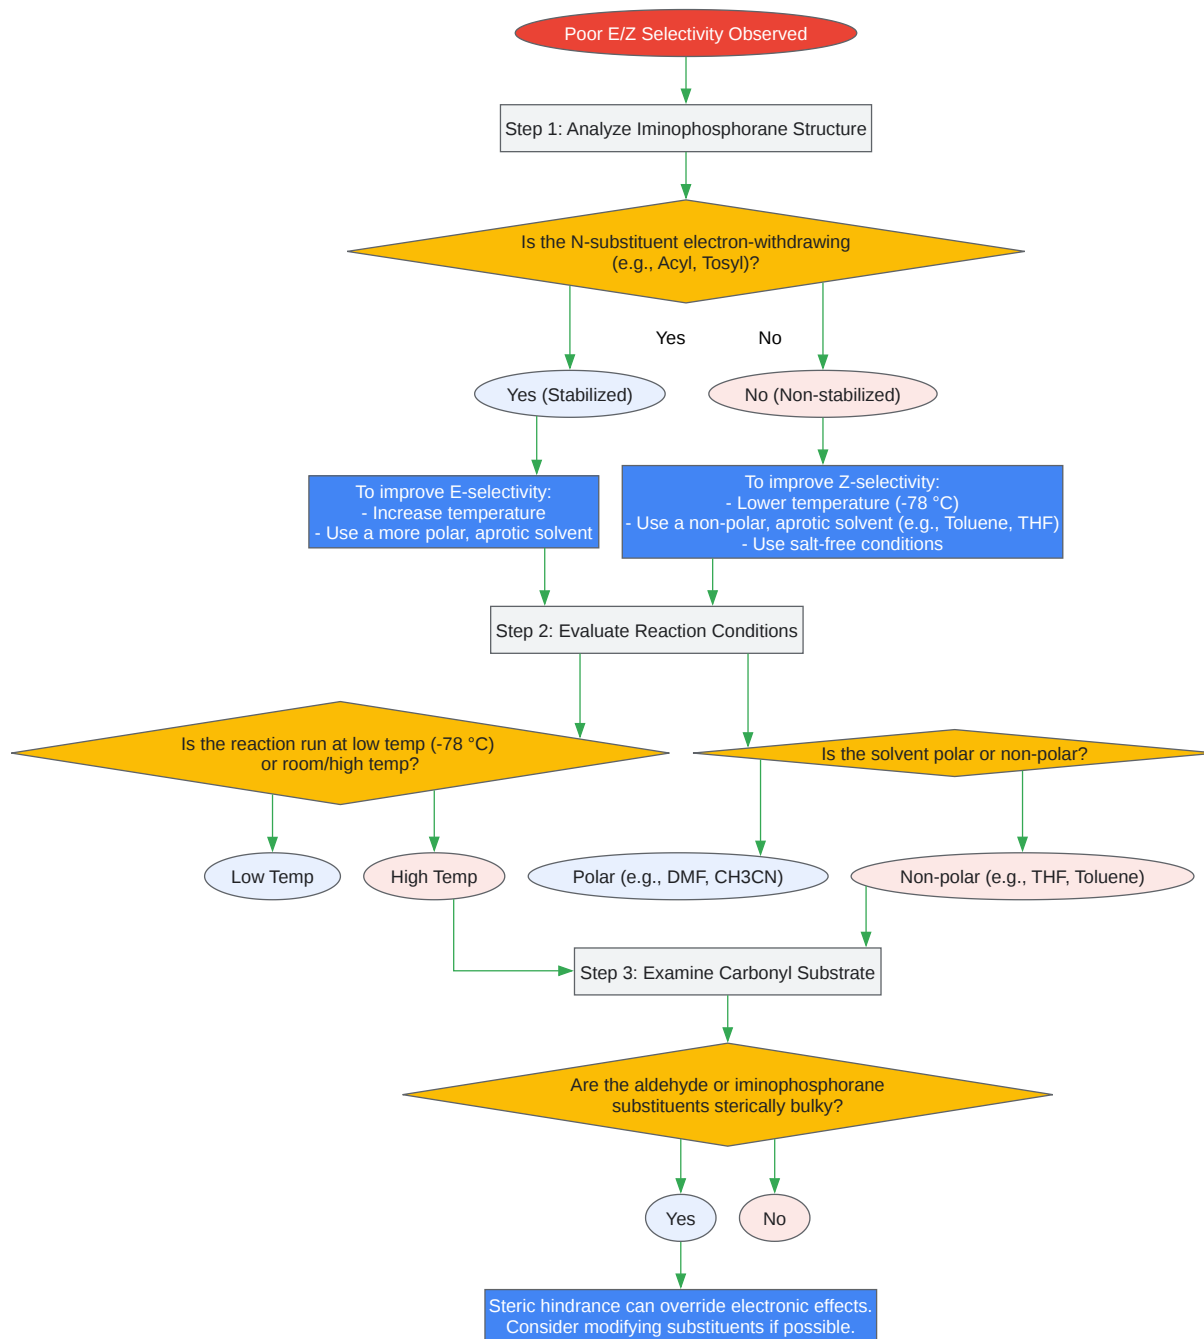 Poor E/Z Selectivity Observed
Step 1: Analyze Iminophosphorane Structure
Is the N-substituent electron-withdrawing
(e.g., Acyl, Tosyl)?
Yes
No
Yes (Stabilized)
No (Non-stabilized)
To improve E-selectivity:
- Increase temperature
- Use a more polar, aprotic solvent
To improve Z-selectivity:
- Lower temperature (-78 °C)
- Use a non-polar, aprotic solvent (e.g., Toluene, THF)
- Use salt-free conditions
Step 2: Evaluate Reaction Conditions
Is the reaction run at low temp (-78 °C)
or room/high temp?
Is the solvent polar or non-polar?
Low Temp
High Temp
Polar (e.g., DMF, CH3CN)
Non-polar (e.g., THF, Toluene)
Step 3: Examine Carbonyl Substrate
Are the aldehyde or iminophosphorane
substituents sterically bulky?
Yes
No
Steric hindrance can override electronic effects.
Consider modifying substituents if possible.